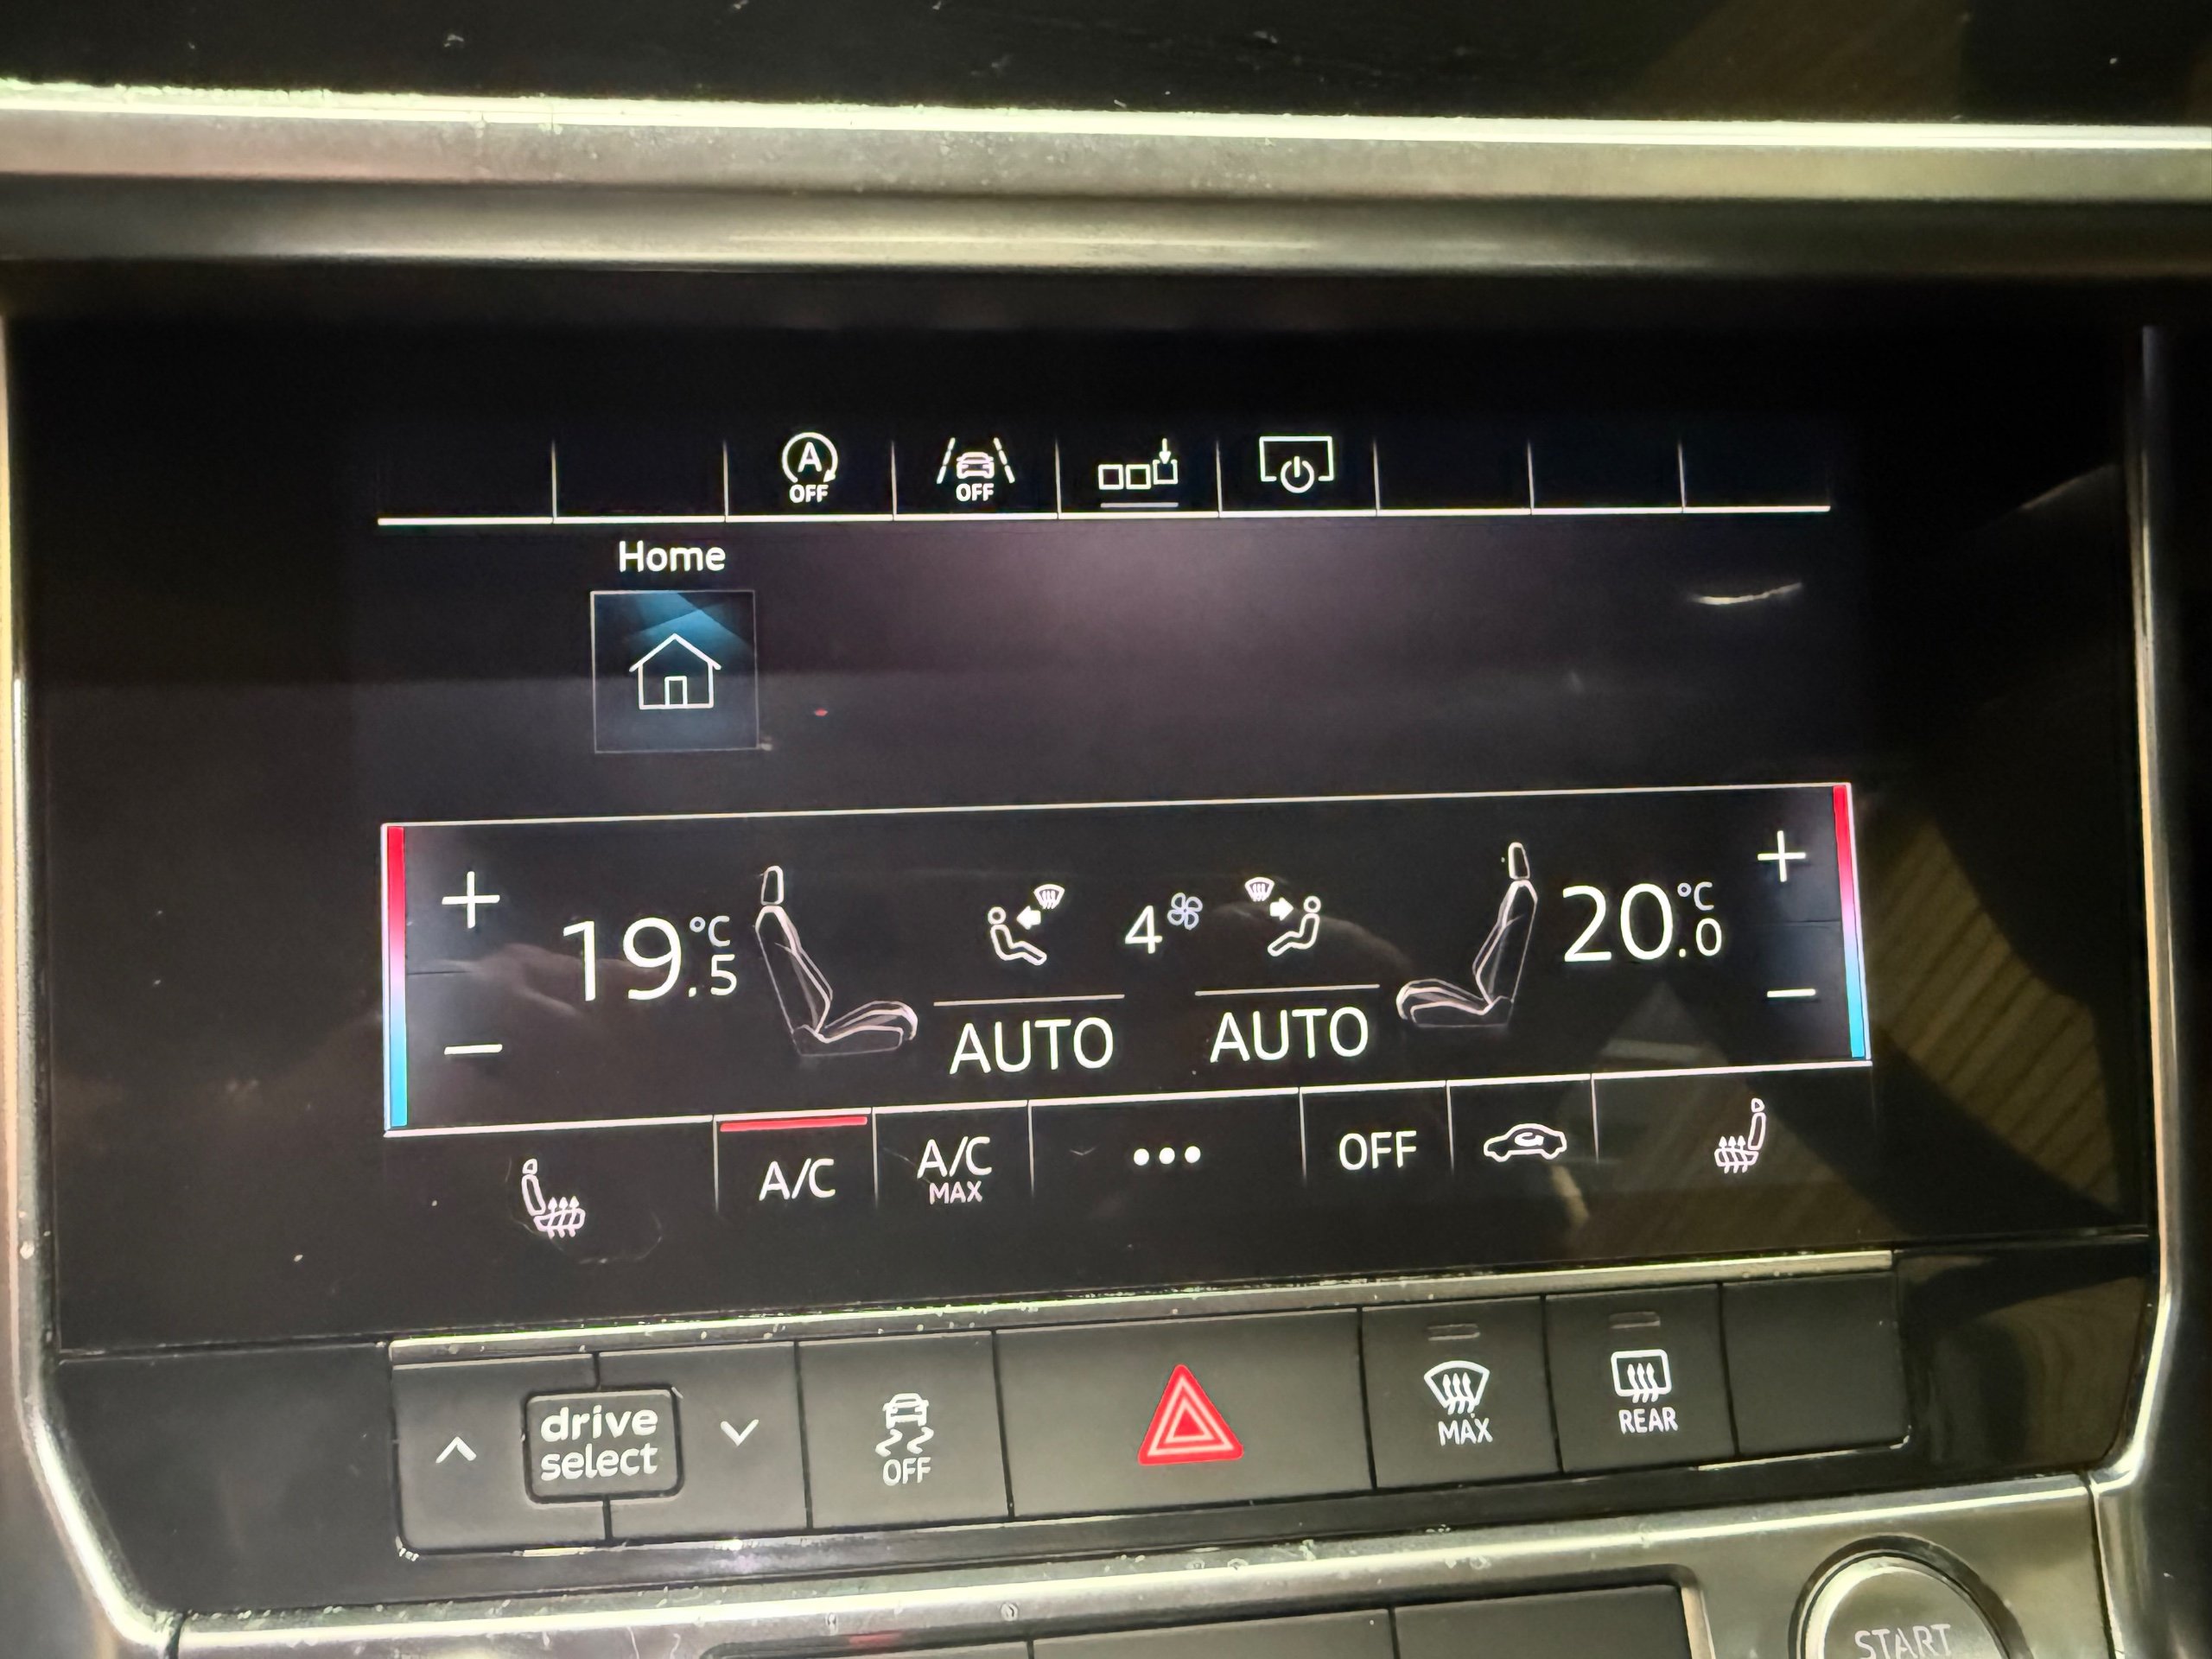 A
OFF
OFF
Home
19.5 °C
4
20.0 °C
AUTO
AUTO
A/C
A/C
MAX
OFF
drive
select
OFF
MAX
REAR
START